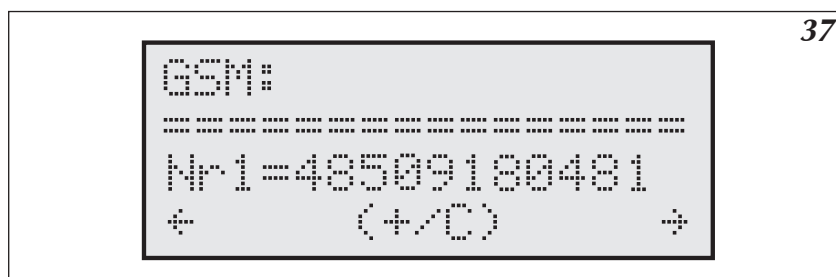 37
GSM:
================
Nr1=48509180481
← (+/C) →